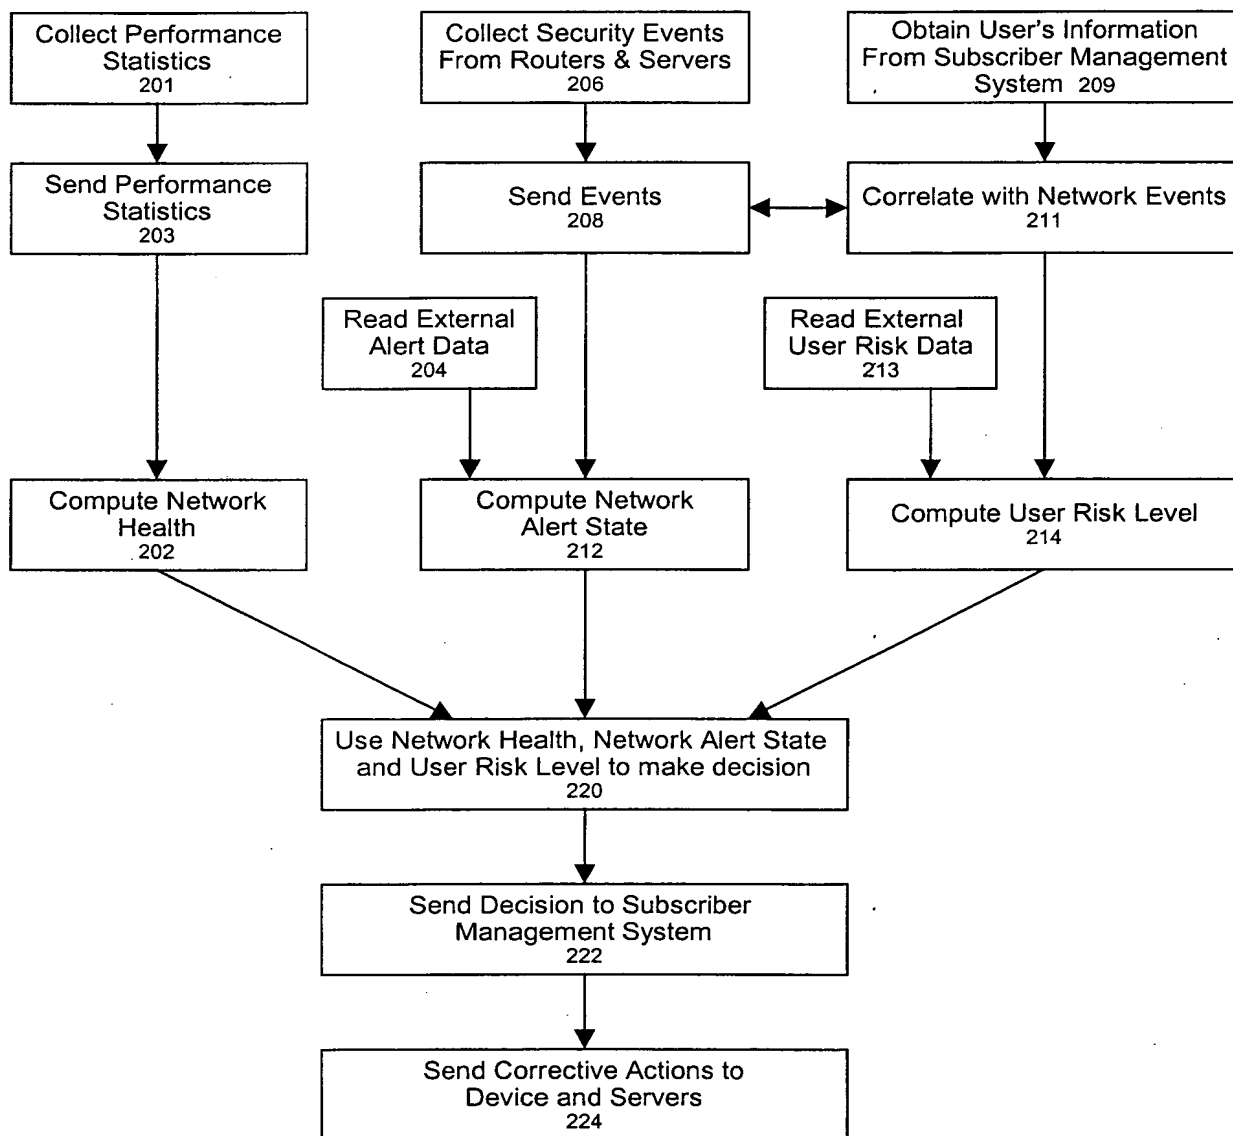 Collect Performance
Statistics
201
Collect Security Events
From Routers & Servers
206
Obtain User's Information
From Subscriber Management
System 209
Send Performance
Statistics
203
Send Events
208
Correlate with Network Events
211
Read External
Alert Data
204
Read External
User Risk Data
213
Compute Network
Health
202
Compute Network
Alert State
212
Compute User Risk Level
214
Use Network Health, Network Alert State
and User Risk Level to make decision
220
Send Decision to Subscriber
Management System
222
Send Corrective Actions to
Device and Servers
224